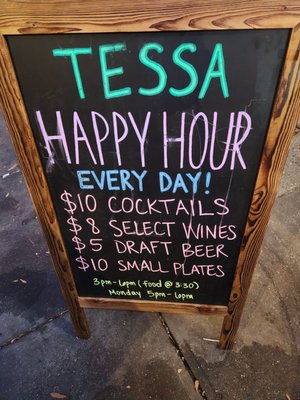 TESSA
HAPPY HOUR
EVERY DAY!
$10 COCKTAILS
$8 SELECT WINES
$5 DRAFT BEER
$10 SMALL PLATES
3pm-6pm (food @ 3:30)
Monday 5pm-6pm